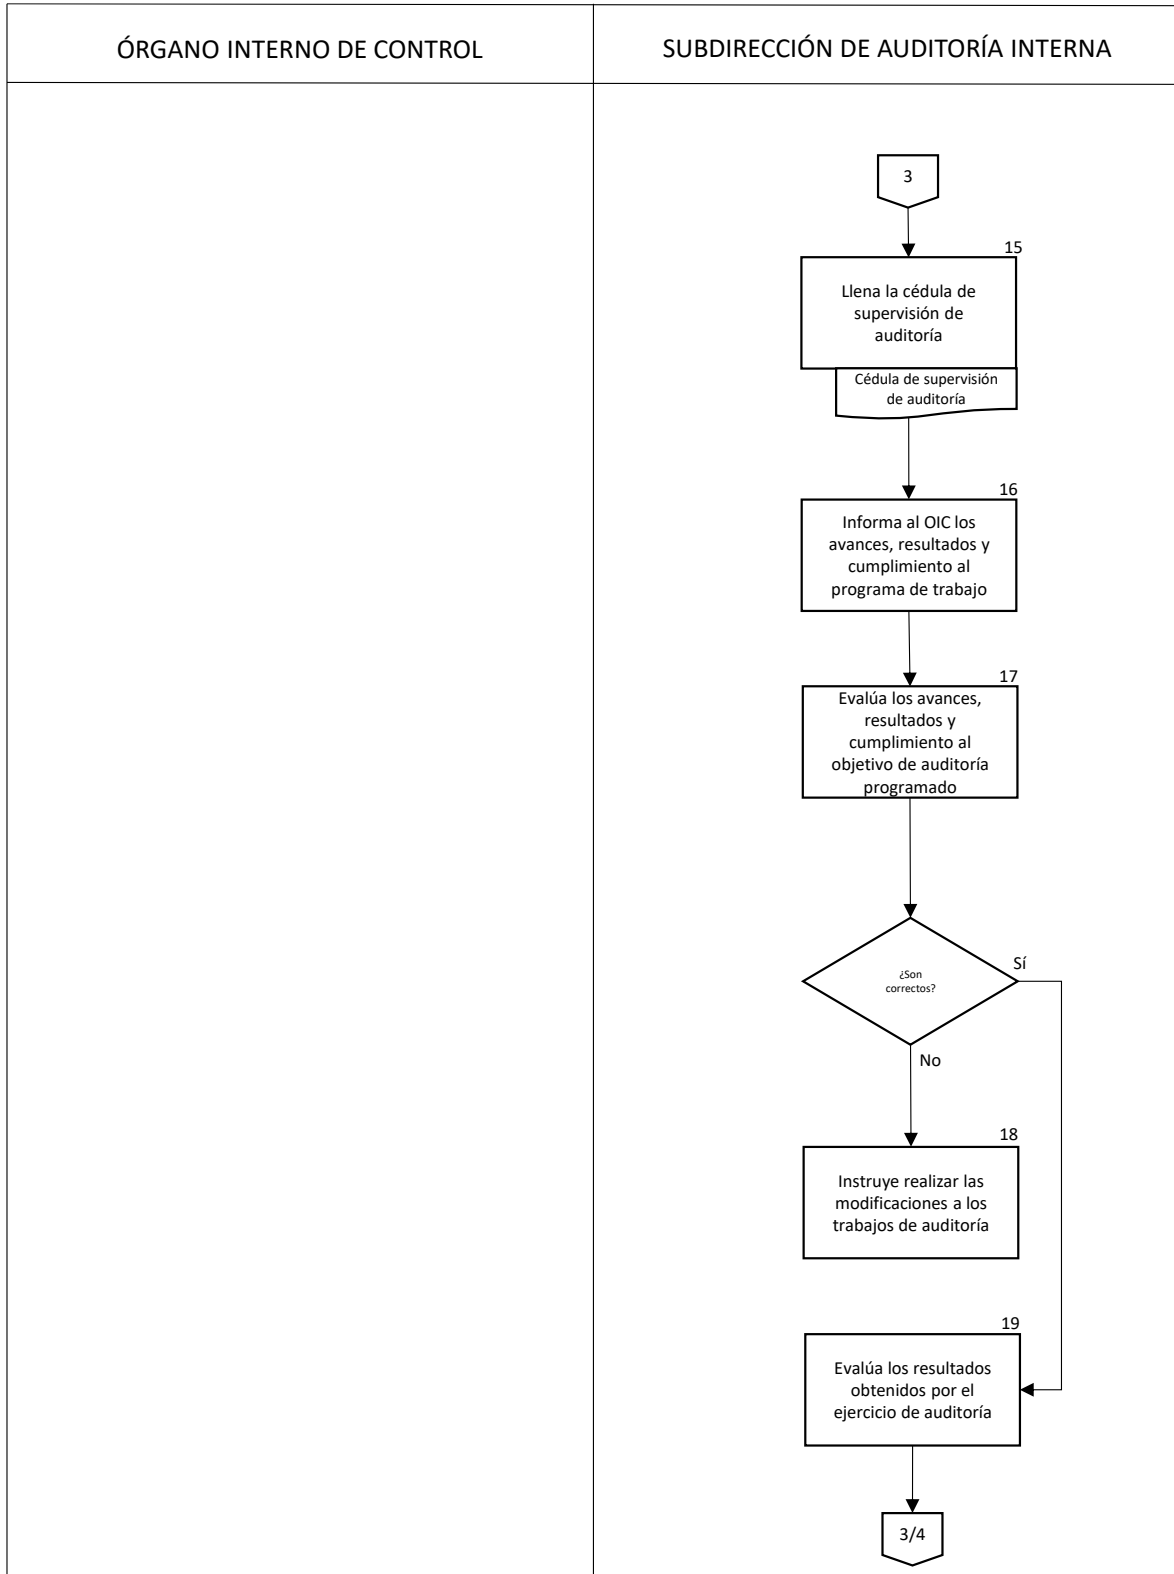 ÓRGANO INTERNO DE CONTROL
SUBDIRECCIÓN DE AUDITORÍA INTERNA
3
15
Llena la cédula de
supervisión de
auditoría
Cédula de supervisión
de auditoría
16
Informa al OIC los
avances, resultados y
cumplimiento al
programa de trabajo
17
Evalúa los avances,
resultados y
cumplimiento al
objetivo de auditoría
programado
¿Son
correctos?
Sí
No
18
Instruye realizar las
modificaciones a los
trabajos de auditoría
19
Evalúa los resultados
obtenidos por el
ejercicio de auditoría
3/4